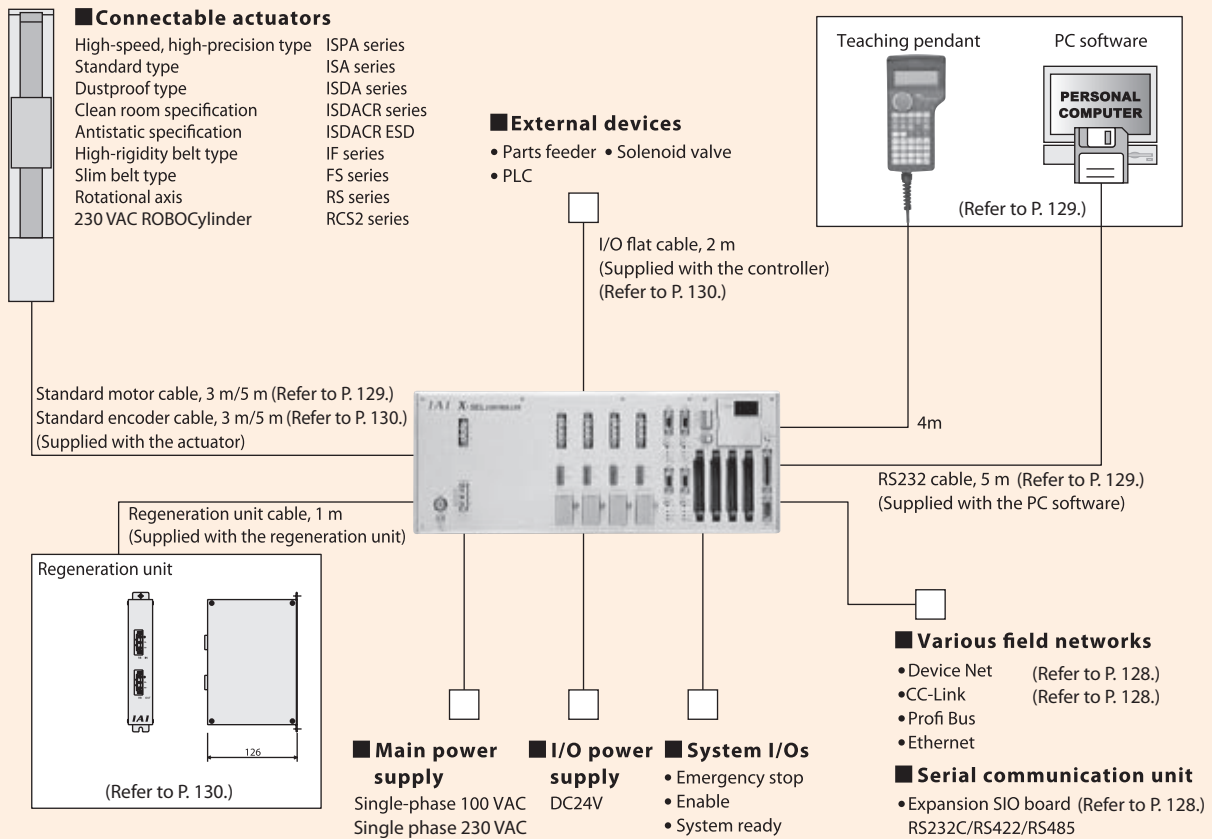 ■Connectable actuators
High-speed, high-precision type ISPA series
Standard type ISA series
Dustproof type ISDA series
Clean room specification ISDACR series
Antistatic specification ISDACR ESD
High-rigidity belt type IF series
Slim belt type FS series
Rotational axis RS series
230 VAC ROBOCylinder RCS2 series
■External devices
• Parts feeder • Solenoid valve
• PLC
I/O flat cable, 2 m
(Supplied with the controller)
(Refer to P. 130.)
Teaching pendant PC software
PERSONAL
COMPUTER
(Refer to P. 129.)
Standard motor cable, 3 m/5 m (Refer to P. 129.)
Standard encoder cable, 3 m/5 m (Refer to P. 130.)
(Supplied with the actuator)
IAI X-SEL CONTROLLER
4m
RS232 cable, 5 m (Refer to P. 129.)
(Supplied with the PC software)
Regeneration unit cable, 1 m
(Supplied with the regeneration unit)
Regeneration unit
IAI
126
(Refer to P. 130.)
■ Main power
supply
Single-phase 100 VAC
Single phase 230 VAC
■ I/O power
supply
DC24V
■ System I/Os
• Emergency stop
• Enable
• System ready
■ Various field networks
• Device Net (Refer to P. 128.)
•CC-Link (Refer to P. 128.)
• Profi Bus
• Ethernet
■ Serial communication unit
• Expansion SIO board (Refer to P. 128.)
RS232C/RS422/RS485